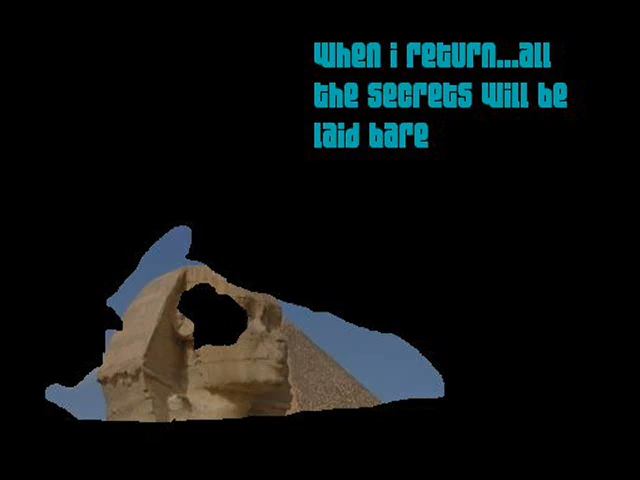 When i return...all
the secrets will be
laid bare